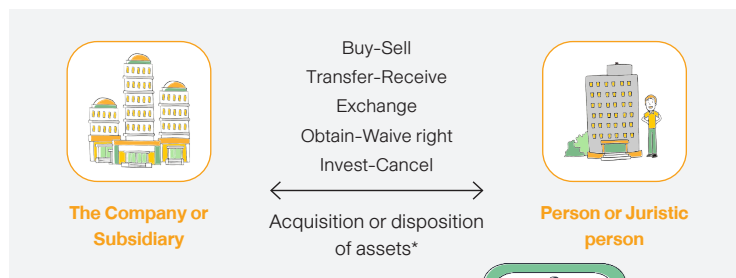 Buy-Sell
Transfer-Receive
Exchange
Obtain-Waive right
Invest-Cancel
The Company or
Subsidiary
Acquisition or disposition
of assets*
Person or Juristic
person